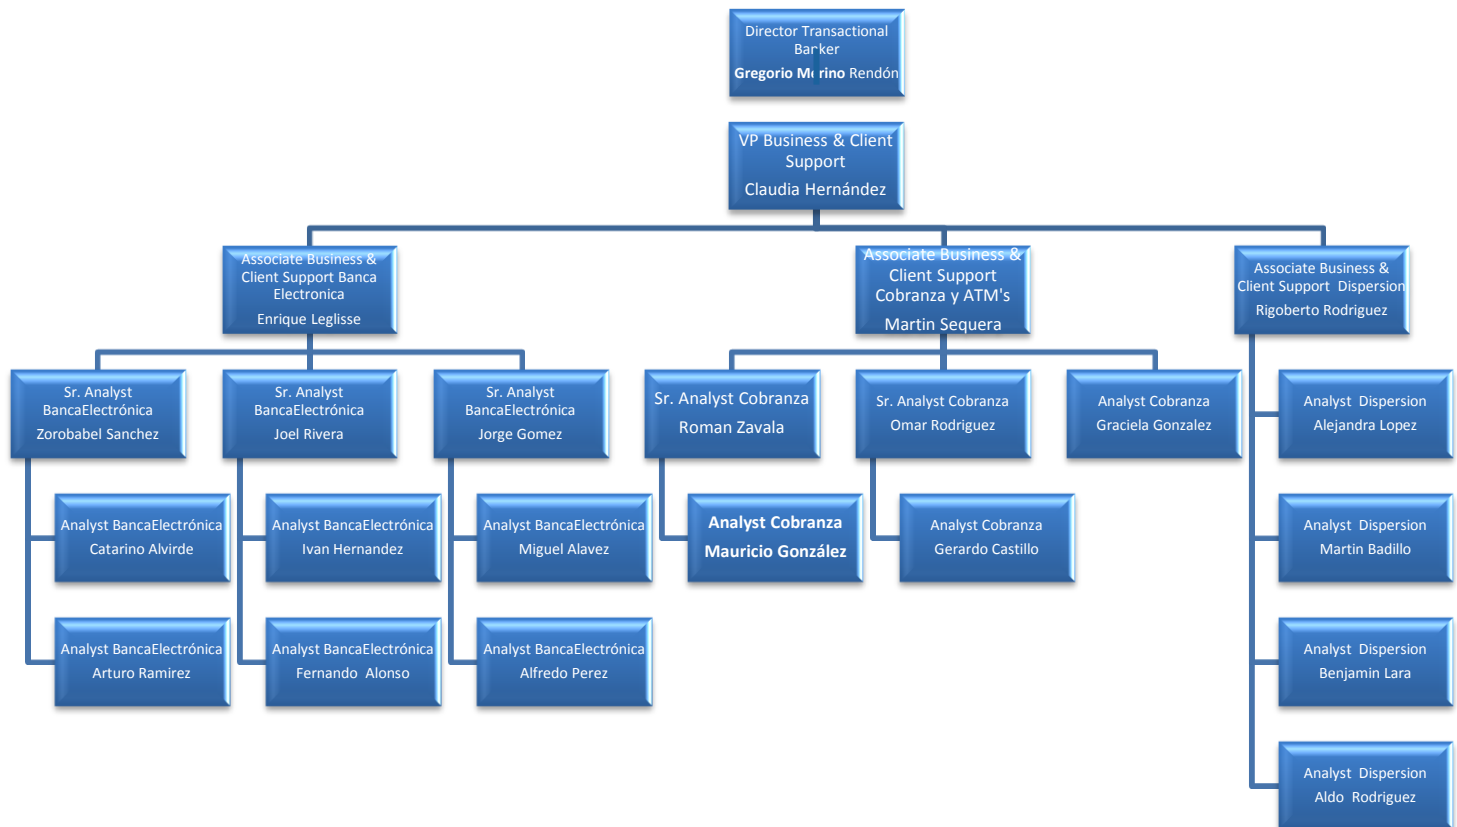 Director Transactional
Banker
Gregorio Merino Rendón
VP Business & Client
Support
Claudia Hernández
Associate Business &
Client Support Banca
Electronica
Enrique Leglisse
Associate Business &
Client Support
Cobranza y ATM's
Martin Sequera
Associate Business &
Client Support Dispersion
Rigoberto Rodriguez
Sr. Analyst
BancaElectrónica
Zorobabel Sanchez
Sr. Analyst
BancaElectrónica
Joel Rivera
Sr. Analyst
BancaElectrónica
Jorge Gomez
Sr. Analyst Cobranza
Roman Zavala
Sr. Analyst Cobranza
Omar Rodriguez
Analyst Cobranza
Graciela Gonzalez
Analyst Dispersion
Alejandra Lopez
Analyst BancaElectrónica
Catarino Alvirde
Analyst BancaElectrónica
Ivan Hernandez
Analyst BancaElectrónica
Miguel Alavez
Analyst Cobranza
Mauricio González
Analyst Cobranza
Gerardo Castillo
Analyst Dispersion
Martin Badillo
Analyst BancaElectrónica
Arturo Ramirez
Analyst BancaElectrónica
Fernando Alonso
Analyst BancaElectrónica
Alfredo Perez
Analyst Dispersion
Benjamin Lara
Analyst Dispersion
Aldo Rodriguez